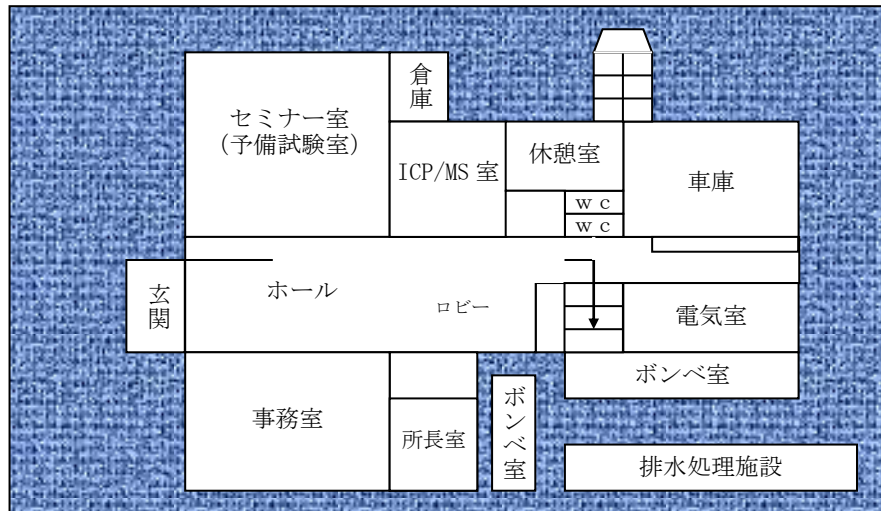 倉庫
セミナー室
(予備試験室)
ICP/MS 室
休憩室
車庫
ｗｃ
ｗｃ
玄関
ホール
ロビー
電気室
ボンベ室
事務室
所長室
ボンベ室
排水処理施設